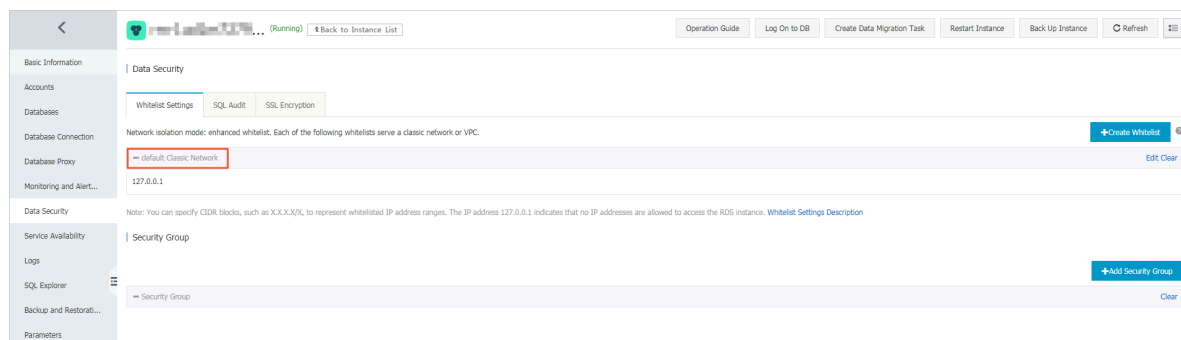 ... (Running) Back to Instance List Operation Guide Log On to DB Create Data Migration Task Restart Instance Back Up Instance Refresh
Basic Information
Accounts
Databases
Database Connection
Database Proxy
Monitoring and Alert...
Data Security
Service Availability
Logs
SQL Explorer
Backup and Restorati...
Parameters
Data Security
Whitelist Settings SQL Audit SSL Encryption
Network isolation mode: enhanced whitelist. Each of the following whitelists serve a classic network or VPC.
+Create Whitelist
default Classic Network Edit Clear
127.0.0.1
Note: You can specify CIDR blocks, such as X.X.X.X/X, to represent whitelisted IP address ranges. The IP address 127.0.0.1 indicates that no IP addresses are allowed to access the RDS instance. Whitelist Settings Description
Security Group
+Add Security Group
Security Group Clear